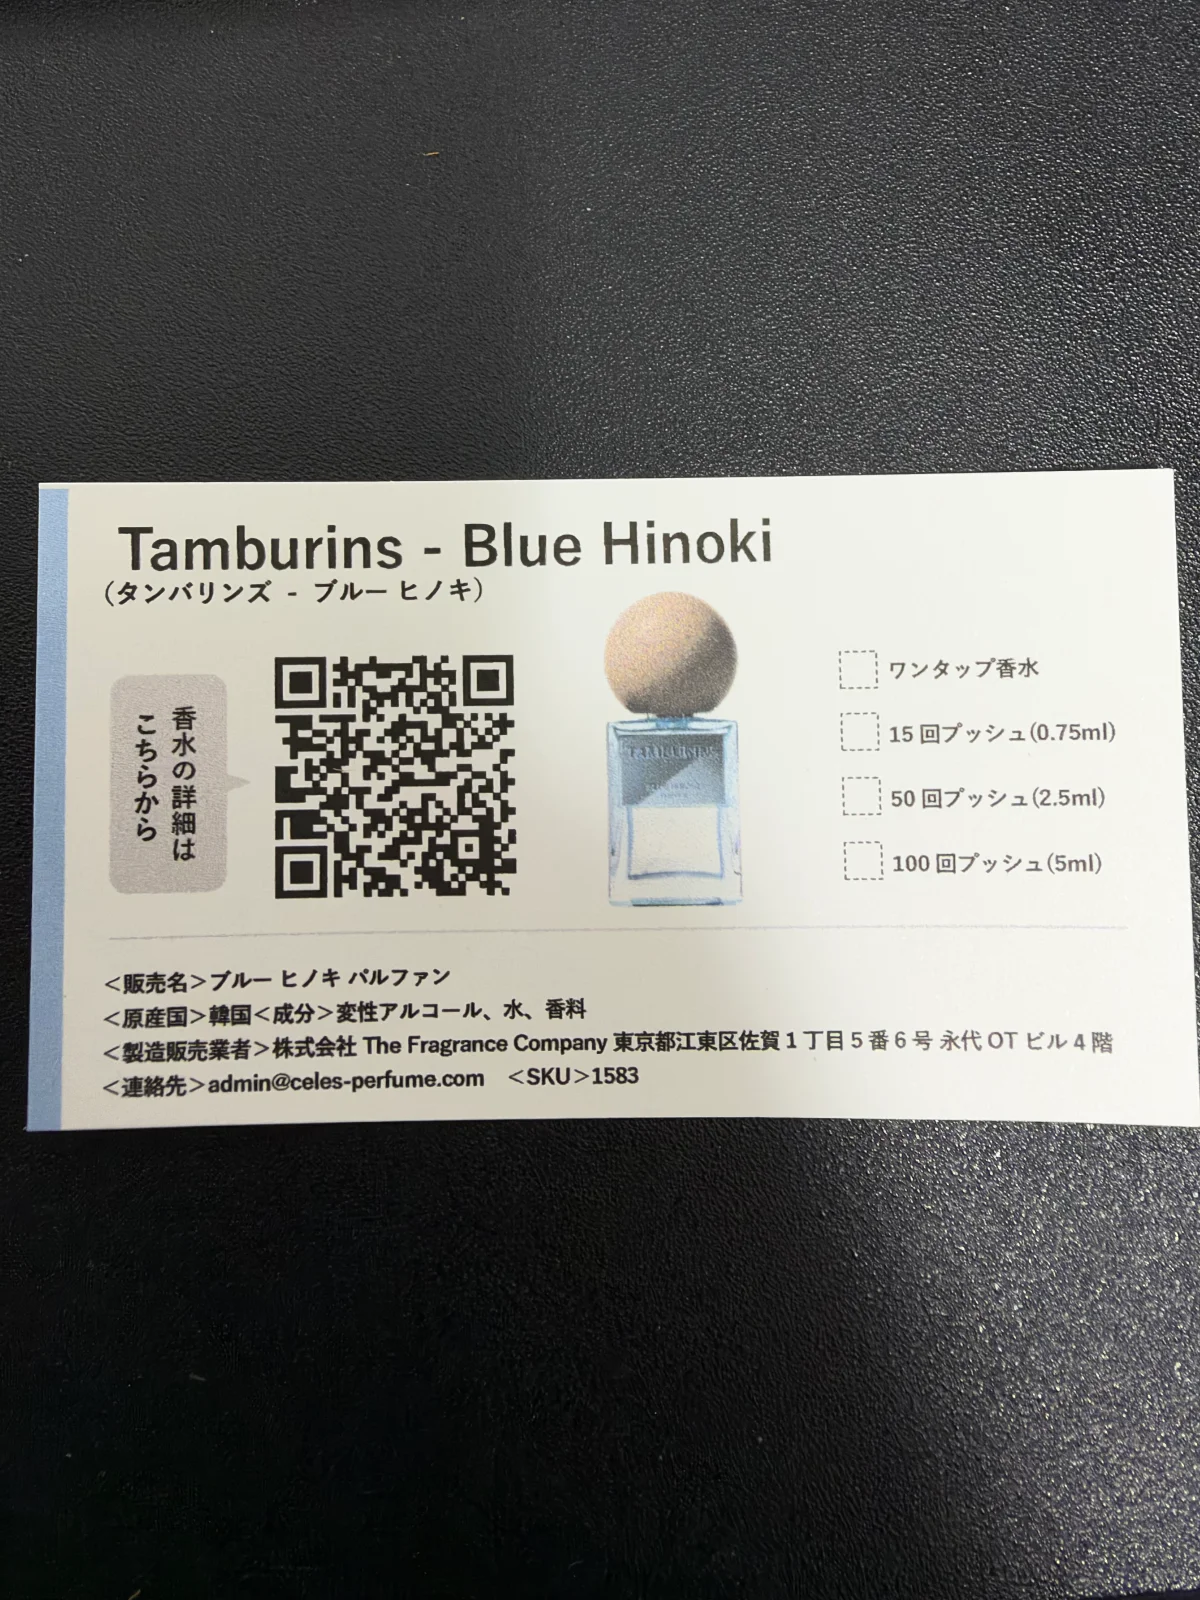 Tamburins - Blue Hinoki
（タンバリンズ - ブルー ヒノキ）
香水の詳細は
こちらから
TAMBURINS
ワンタップ香水
15 回プッシュ(0.75ml)
50 回プッシュ(2.5ml)
100 回プッシュ(5ml)
＜販売名＞ブルー ヒノキ パルファン
＜原産国＞韓国＜成分＞変性アルコール、水、香料
＜製造販売業者＞株式会社 The Fragrance Company 東京都江東区佐賀 1 丁目 5 番 6 号 永代 OT ビル 4 階
＜連絡先＞admin@celes-perfume.com ＜SKU＞1583